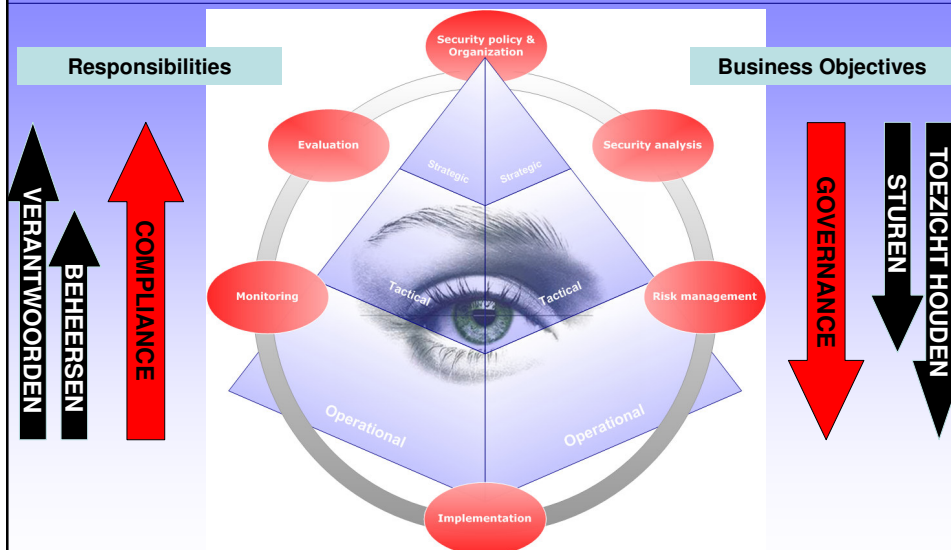 Security policy &
Organization
Responsibilities
Business Objectives
Evaluation
Security analysis
Strategic
Strategic
VERANTWOORDEN
BEHEERSEN
COMPLIANCE
GOVERNANCE
STUREN
TOEZICHT HOUDEN
Monitoring
Tactical
Tactical
Risk management
Operational
Operational
Implementation